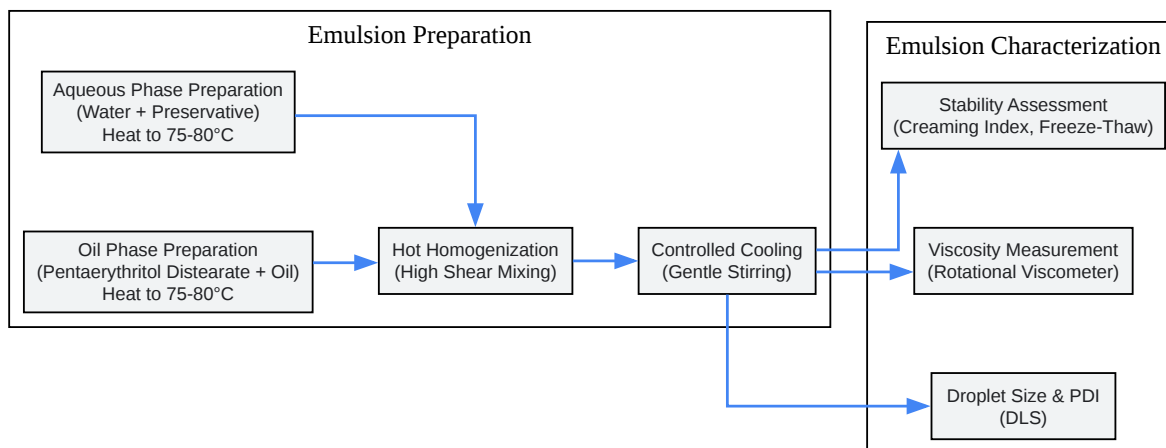 Emulsion Preparation
Aqueous Phase Preparation
(Water + Preservative)
Heat to 75-80°C
Oil Phase Preparation
(Pentaerythritol Distearate + Oil)
Heat to 75-80°C
Hot Homogenization
(High Shear Mixing)
Controlled Cooling
(Gentle Stirring)
Emulsion Characterization
Stability Assessment
(Creaming Index, Freeze-Thaw)
Viscosity Measurement
(Rotational Viscometer)
Droplet Size & PDI
(DLS)